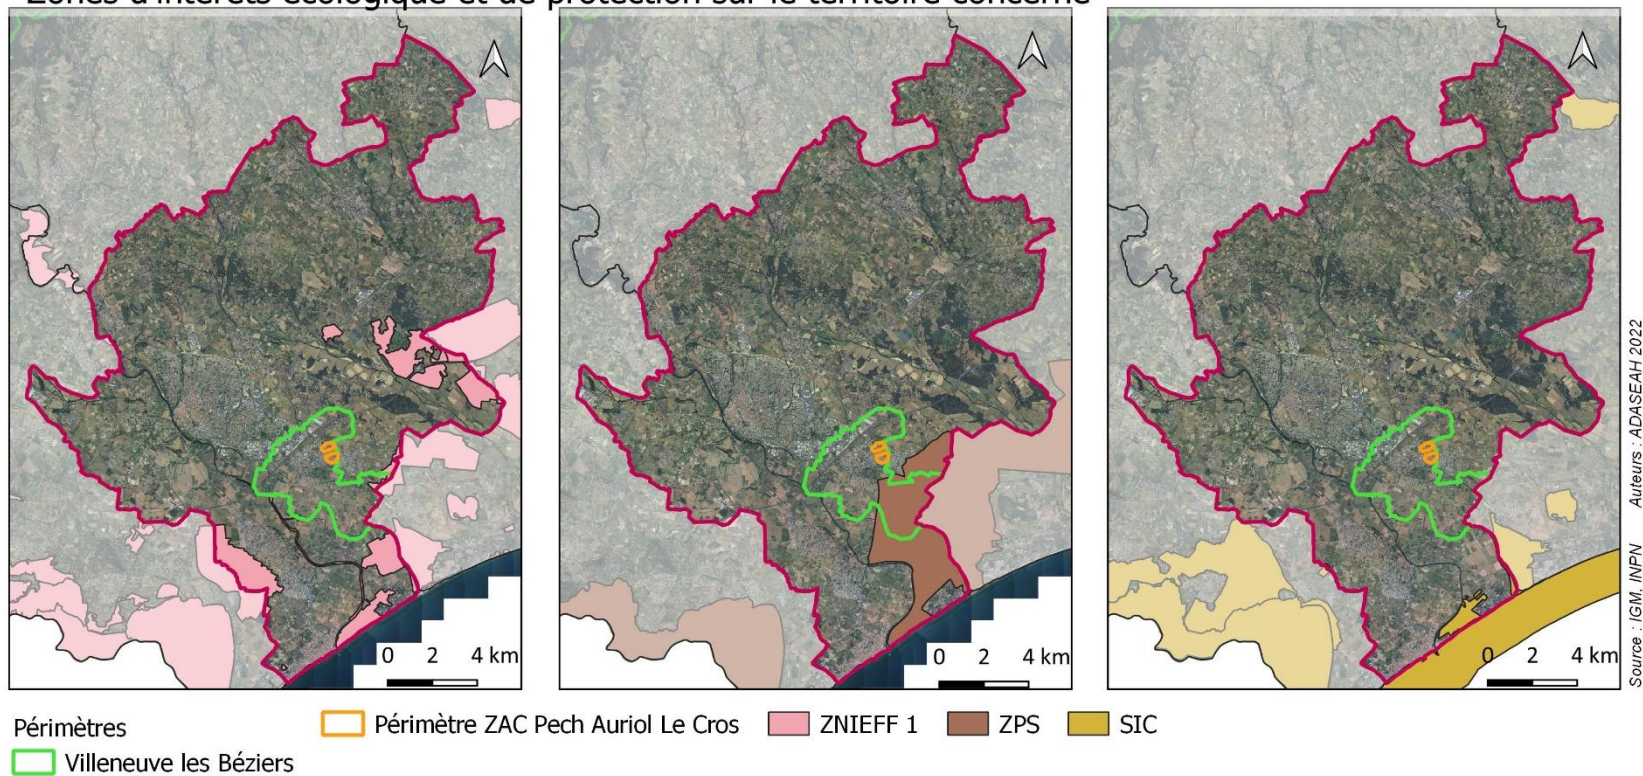 Zones d'intérêts écologique et de protection sur le territoire concerné
0 2 4 km
0 2 4 km
0 2 4 km
Source : IGM, INPN Auteurs : ADASEAH 2022
Périmètres
Périmètre ZAC Pech Auriol Le Cros
ZNIEFF 1
ZPS
SIC
Villeneuve les Béziers